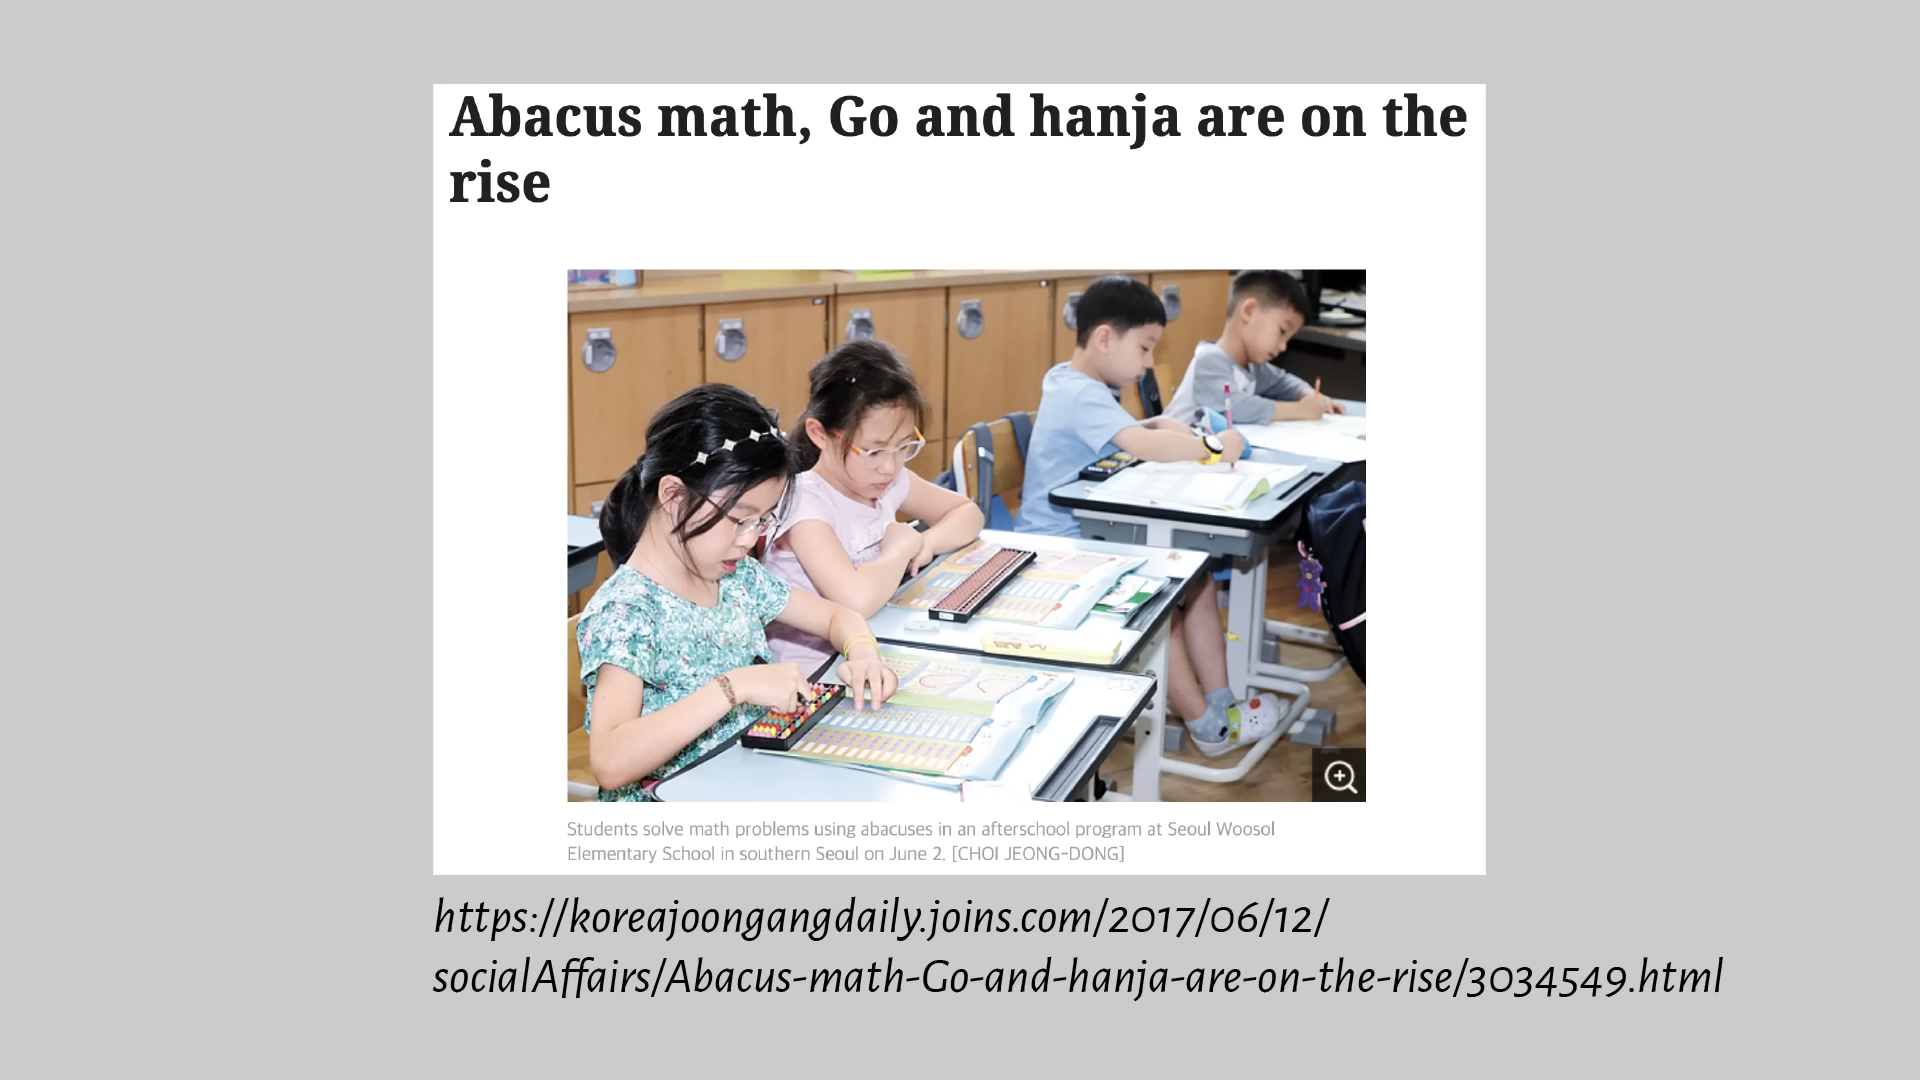 Abacus math, Go and hanja are on the
rise
Students solve math problems using abacuses in an afterschool program at Seoul Woosol
Elementary School in southern Seoul on June 2. [CHOI JEONG-DONG]
https://koreajoongangdaily.joins.com/2017/06/12/
socialAffairs/Abacus-math-Go-and-hanja-are-on-the-rise/3034549.html